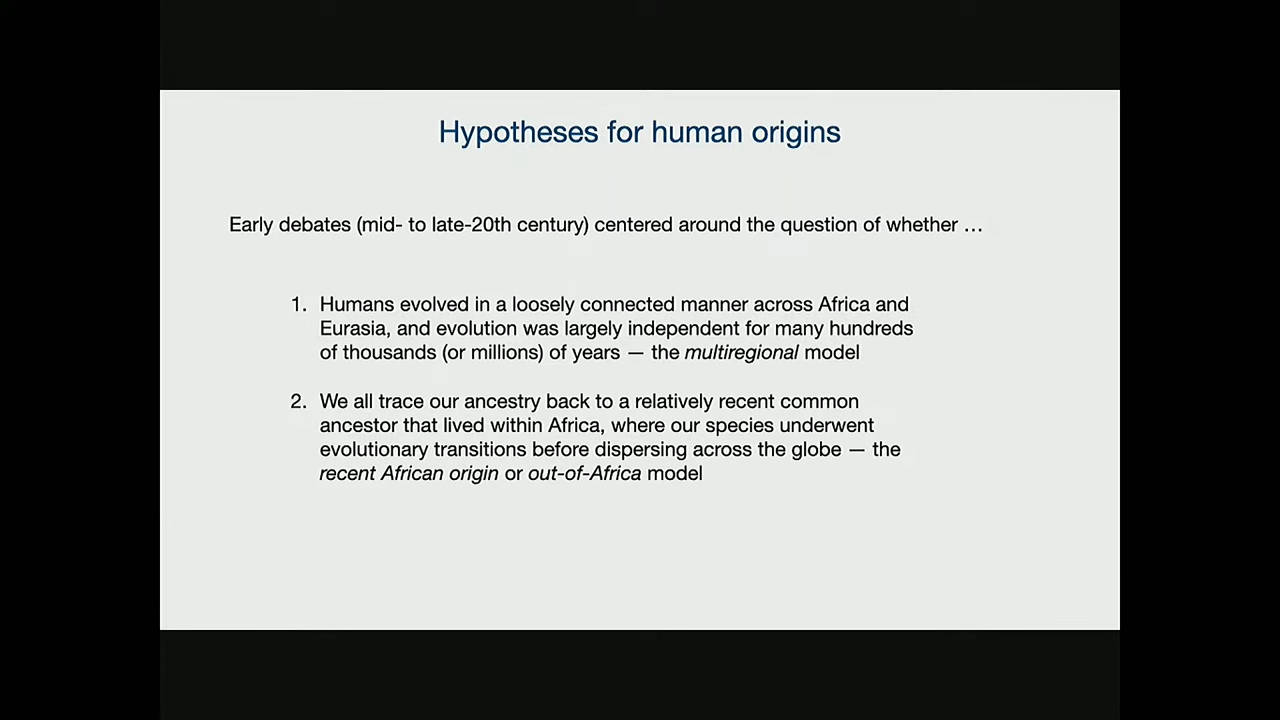 Hypotheses for human origins
Early debates (mid- to late-20th century) centered around the question of whether …
1. Humans evolved in a loosely connected manner across Africa and
Eurasia, and evolution was largely independent for many hundreds
of thousands (or millions) of years — the multiregional model
2. We all trace our ancestry back to a relatively recent common
ancestor that lived within Africa, where our species underwent
evolutionary transitions before dispersing across the globe — the
recent African origin or out-of-Africa model